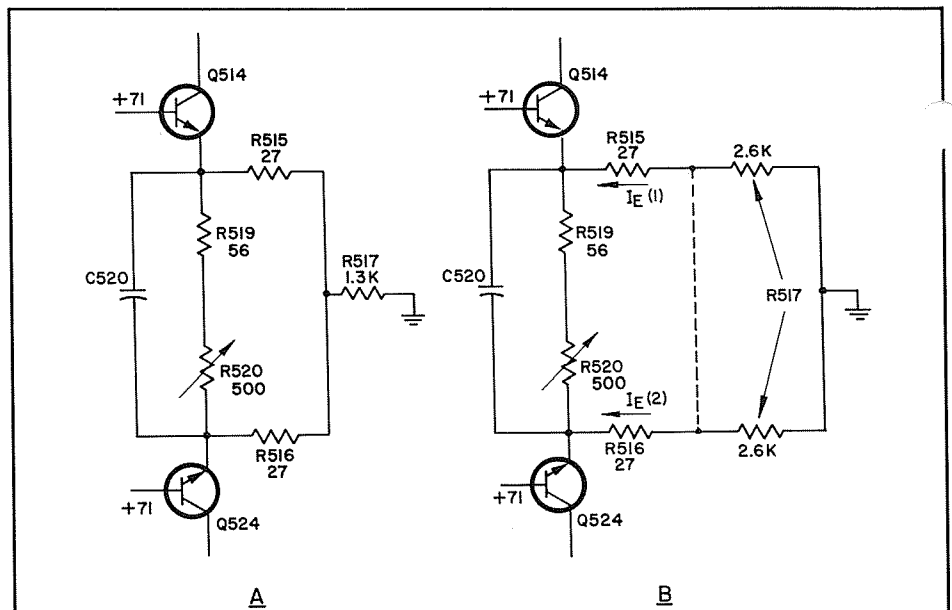 Q514
+71
R515
27
R519
56
C520
R517
1.3K
R520
500
R516
27
+71
Q524
A
Q514
+71
R515
27
2.6K
IE(1)
R519
56
C520
R517
R520
500
IE(2)
R516
27
2.6K
+71
Q524
B